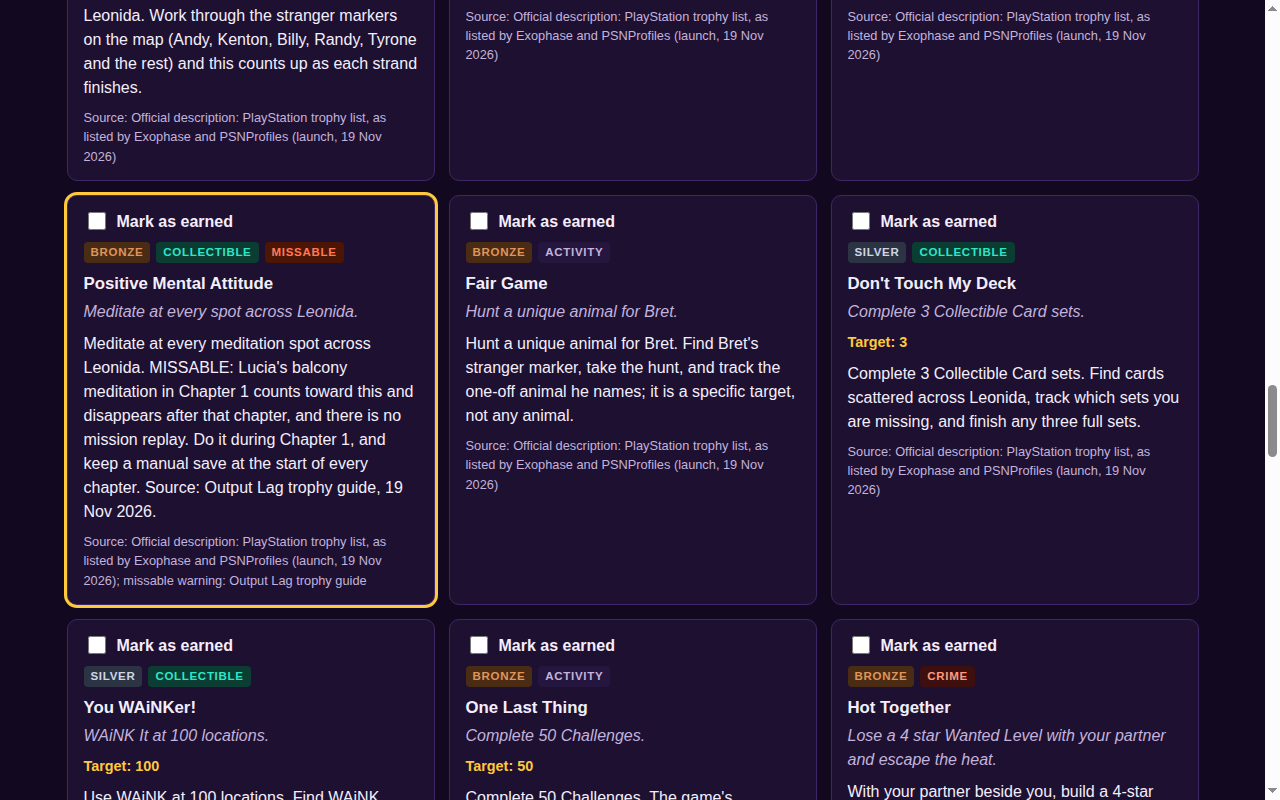 Leonida. Work through the stranger markers
on the map (Andy, Kenton, Billy, Randy, Tyrone
and the rest) and this counts up as each strand
finishes.
Source: Official description: PlayStation trophy list, as
listed by Exophase and PSNProfiles (launch, 19 Nov
2026)
Source: Official description: PlayStation trophy list, as
listed by Exophase and PSNProfiles (launch, 19 Nov
2026)
Source: Official description: PlayStation trophy list, as
listed by Exophase and PSNProfiles (launch, 19 Nov
2026)
Mark as earned
BRONZE COLLECTIBLE MISSABLE
Positive Mental Attitude
Meditate at every spot across Leonida.
Meditate at every meditation spot across
Leonida. MISSABLE: Lucia's balcony
meditation in Chapter 1 counts toward this and
disappears after that chapter, and there is no
mission replay. Do it during Chapter 1, and
keep a manual save at the start of every
chapter. Source: Output Lag trophy guide, 19
Nov 2026.
Source: Official description: PlayStation trophy list, as
listed by Exophase and PSNProfiles (launch, 19 Nov
2026); missable warning: Output Lag trophy guide
Mark as earned
BRONZE ACTIVITY
Fair Game
Hunt a unique animal for Bret.
Hunt a unique animal for Bret. Find Bret's
stranger marker, take the hunt, and track the
one-off animal he names; it is a specific target,
not any animal.
Source: Official description: PlayStation trophy list, as
listed by Exophase and PSNProfiles (launch, 19 Nov
2026)
Mark as earned
SILVER COLLECTIBLE
Don't Touch My Deck
Complete 3 Collectible Card sets.
Target: 3
Complete 3 Collectible Card sets. Find cards
scattered across Leonida, track which sets you
are missing, and finish any three full sets.
Source: Official description: PlayStation trophy list, as
listed by Exophase and PSNProfiles (launch, 19 Nov
2026)
Mark as earned
SILVER COLLECTIBLE
You WAiNKer!
WAiNK It at 100 locations.
Target: 100
Use WAiNK at 100 locations. Find WAiNK
Mark as earned
BRONZE ACTIVITY
One Last Thing
Complete 50 Challenges.
Target: 50
Complete 50 Challenges. The game's
Mark as earned
BRONZE CRIME
Hot Together
Lose a 4 star Wanted Level with your partner
and escape the heat.
With your partner beside you, build a 4-star